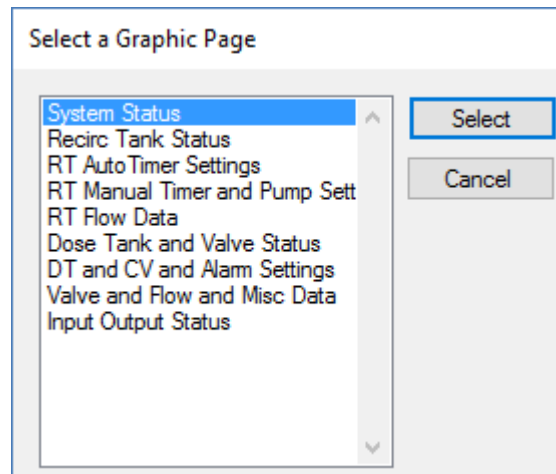 Select a Graphic Page
System Status
Recirc Tank Status
RT AutoTimer Settings
RT Manual Timer and Pump Sett
RT Flow Data
Dose Tank and Valve Status
DT and CV and Alarm Settings
Valve and Flow and Misc Data
Input Output Status
Select
Cancel